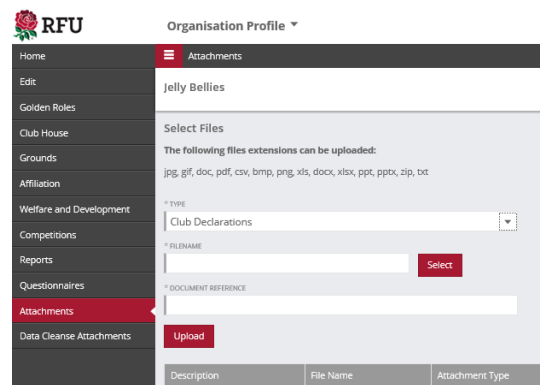 RFU
Organisation Profile
Home
Edit
Golden Roles
Club House
Grounds
Affiliation
Welfare and Development
Competitions
Reports
Questionnaires
Attachments
Data Cleanse Attachments
Attachments
Jelly Bellies
Select Files
The following files extensions can be uploaded:
jpg, gif, doc, pdf, csv, bmp, png, xls, docx, xlsx, ppt, pptx, zip, txt
* TYPE
Club Declarations
* FILENAME
Select
* DOCUMENT REFERENCE
Upload
Description File Name Attachment Type